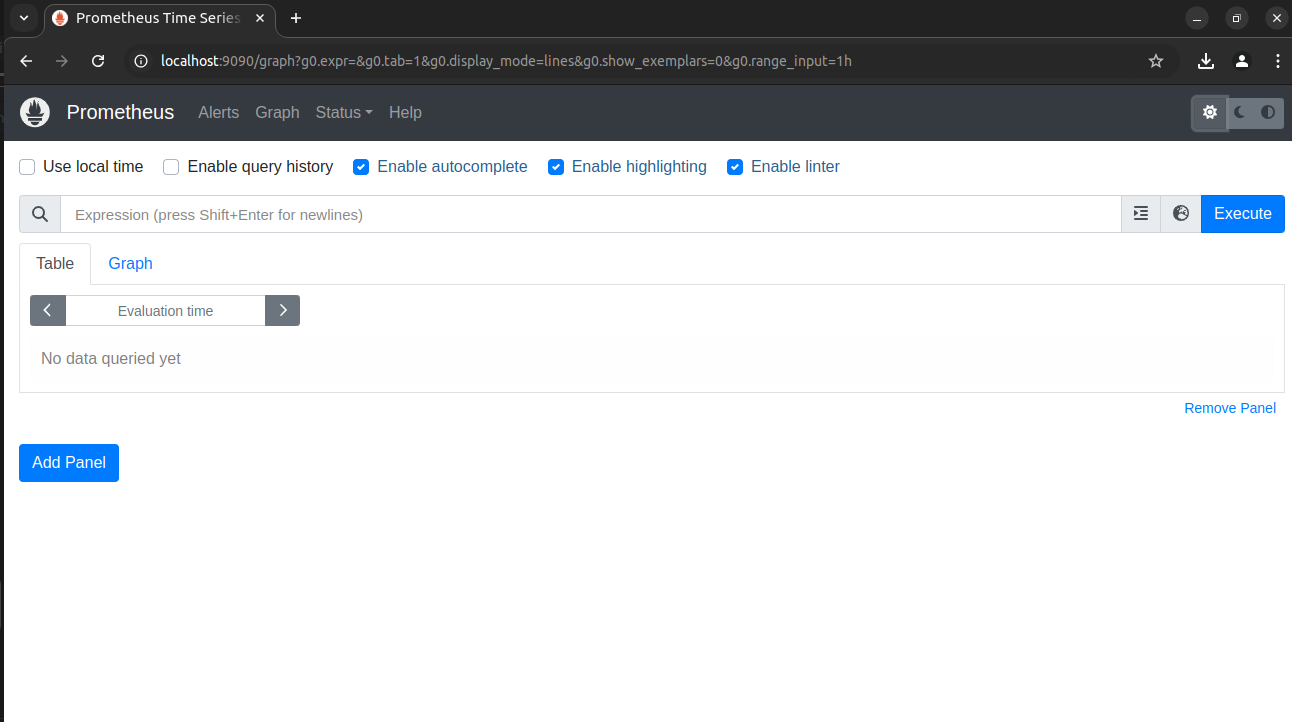 Prometheus Time Series
localhost:9090/graph?g0.expr=&g0.tab=1&g0.display_mode=lines&g0.show_exemplars=0&g0.range_input=1h
Prometheus Alerts Graph Status Help
Use local time Enable query history Enable autocomplete Enable highlighting Enable linter
Expression (press Shift+Enter for newlines) Execute
Table Graph
Evaluation time
No data queried yet
Remove Panel
Add Panel